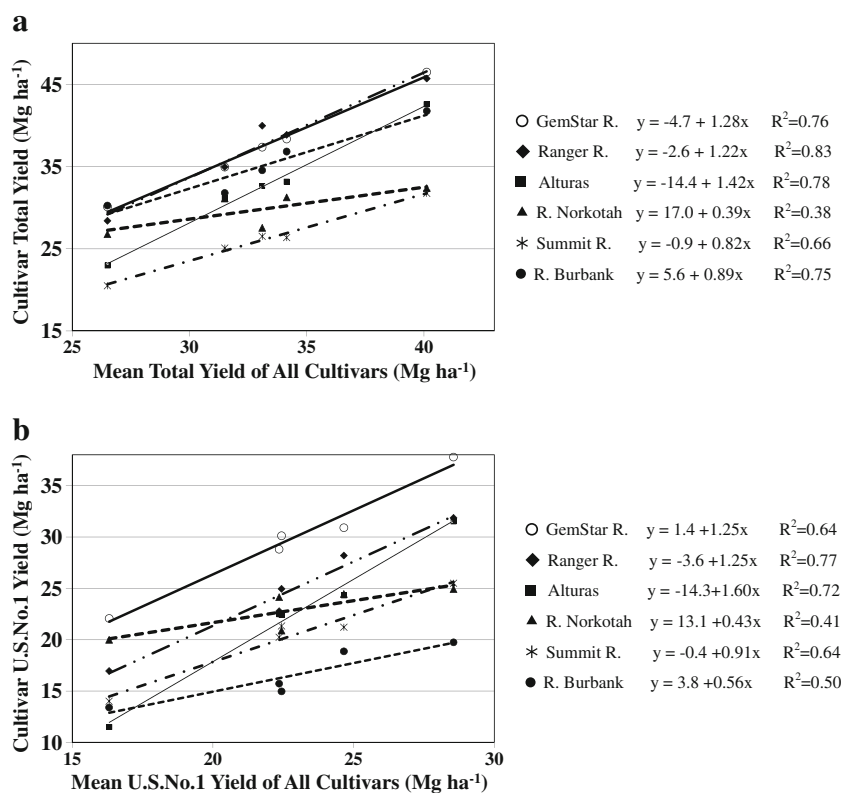 a
Cultivar Total Yield (Mg ha⁻¹)
45
35
25
15
25 30 35 40
Mean Total Yield of All Cultivars (Mg ha⁻¹)
GemStar R. y = -4.7 + 1.28x R²=0.76
Ranger R. y = -2.6 + 1.22x R²=0.83
Alturas y = -14.4 + 1.42x R²=0.78
R. Norkotah y = 17.0 + 0.39x R²=0.38
Summit R. y = -0.9 + 0.82x R²=0.66
R. Burbank y = 5.6 + 0.89x R²=0.75
b
Cultivar U.S.No.1 Yield (Mg ha⁻¹)
35
30
25
20
15
10
15 20 25 30
Mean U.S.No.1 Yield of All Cultivars (Mg ha⁻¹)
GemStar R. y = 1.4 +1.25x R²=0.64
Ranger R. y = -3.6 +1.25x R²=0.77
Alturas y = -14.3+1.60x R²=0.72
R. Norkotah y = 13.1 +0.43x R²=0.41
Summit R. y = -0.4 +0.91x R²=0.64
R. Burbank y = 3.8 +0.56x R²=0.50